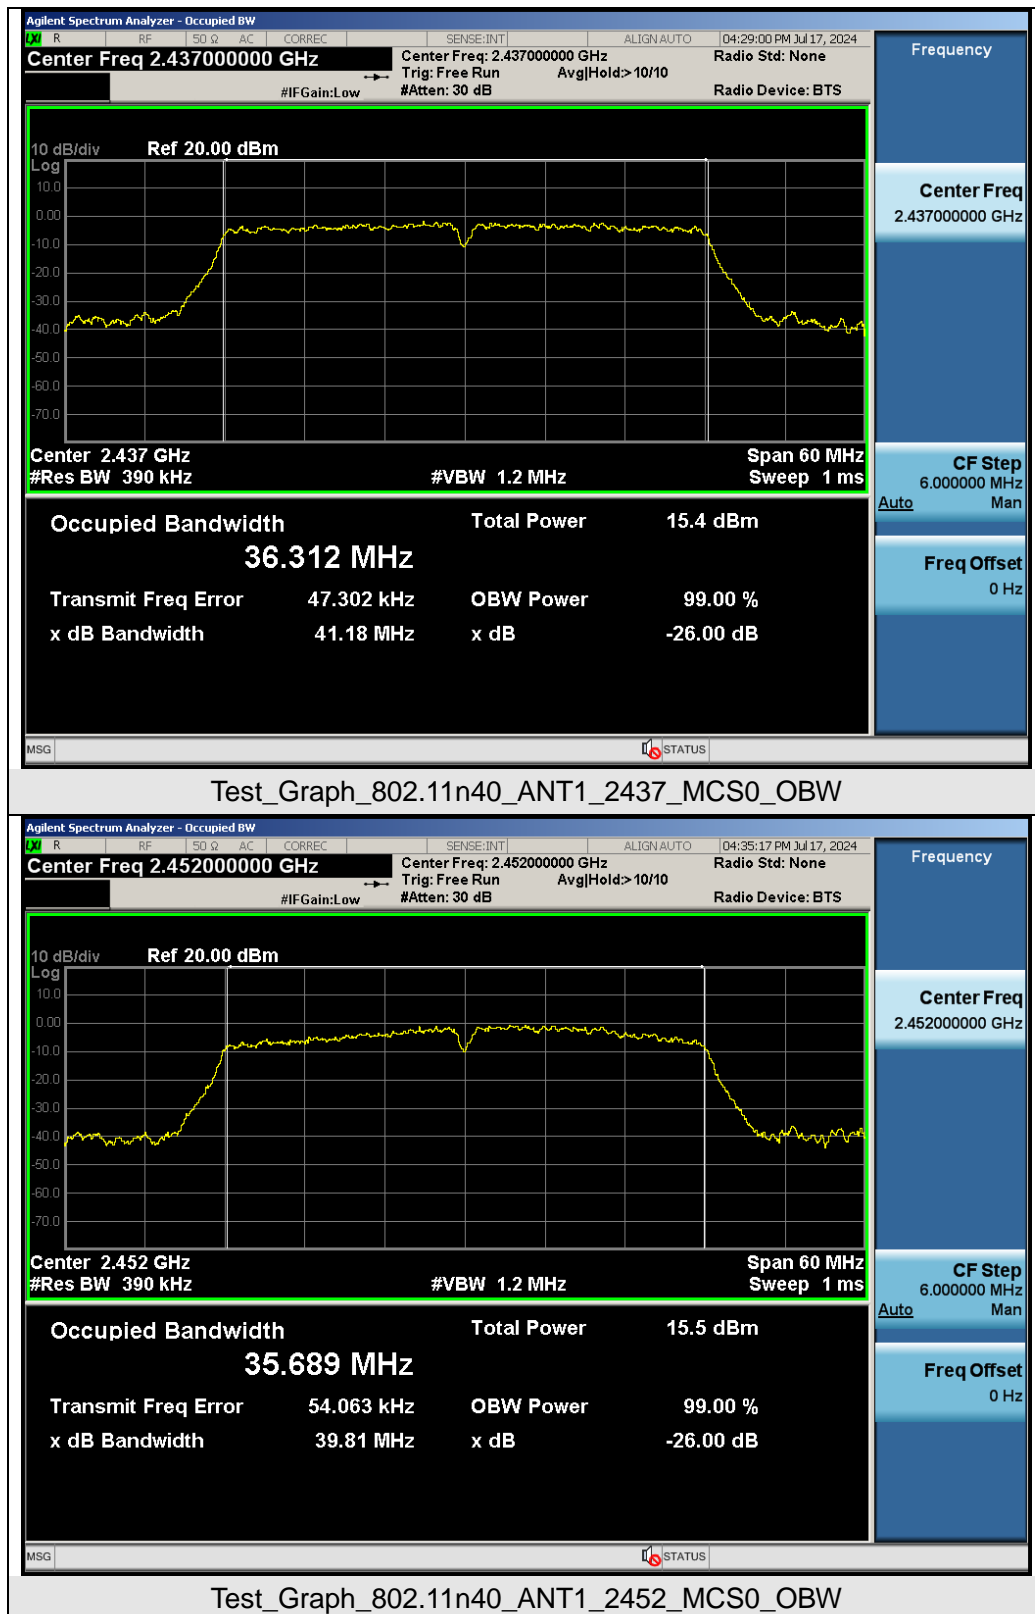 Agilent Spectrum Analyzer - Occupied BW
LXI R RF 50 Ω AC CORREC SENSE:INT ALIGN AUTO 04:29:00 PM Jul 17, 2024
Center Freq 2.437000000 GHz Center Freq: 2.437000000 GHz Radio Std: None Frequency
Trig: Free Run Avg|Hold:> 10/10
#IFGain:Low #Atten: 30 dB Radio Device: BTS
10 dB/div Ref 20.00 dBm
Log
10.0
0.00
-10.0
-20.0
-30.0
-40.0
-50.0
-60.0
-70.0
Center 2.437 GHz Span 60 MHz
#Res BW 390 kHz #VBW 1.2 MHz Sweep 1 ms
Center Freq
2.437000000 GHz
CF Step
6.000000 MHz
Auto Man
Freq Offset
0 Hz
Occupied Bandwidth Total Power 15.4 dBm
36.312 MHz
Transmit Freq Error 47.302 kHz OBW Power 99.00 %
x dB Bandwidth 41.18 MHz x dB -26.00 dB
MSG STATUS
Test_Graph_802.11n40_ANT1_2437_MCS0_OBW
Agilent Spectrum Analyzer - Occupied BW
LXI R RF 50 Ω AC CORREC SENSE:INT ALIGN AUTO 04:35:17 PM Jul 17, 2024
Center Freq 2.452000000 GHz Center Freq: 2.452000000 GHz Radio Std: None Frequency
Trig: Free Run Avg|Hold:> 10/10
#IFGain:Low #Atten: 30 dB Radio Device: BTS
10 dB/div Ref 20.00 dBm
Log
10.0
0.00
-10.0
-20.0
-30.0
-40.0
-50.0
-60.0
-70.0
Center 2.452 GHz Span 60 MHz
#Res BW 390 kHz #VBW 1.2 MHz Sweep 1 ms
Center Freq
2.452000000 GHz
CF Step
6.000000 MHz
Auto Man
Freq Offset
0 Hz
Occupied Bandwidth Total Power 15.5 dBm
35.689 MHz
Transmit Freq Error 54.063 kHz OBW Power 99.00 %
x dB Bandwidth 39.81 MHz x dB -26.00 dB
MSG STATUS
Test_Graph_802.11n40_ANT1_2452_MCS0_OBW